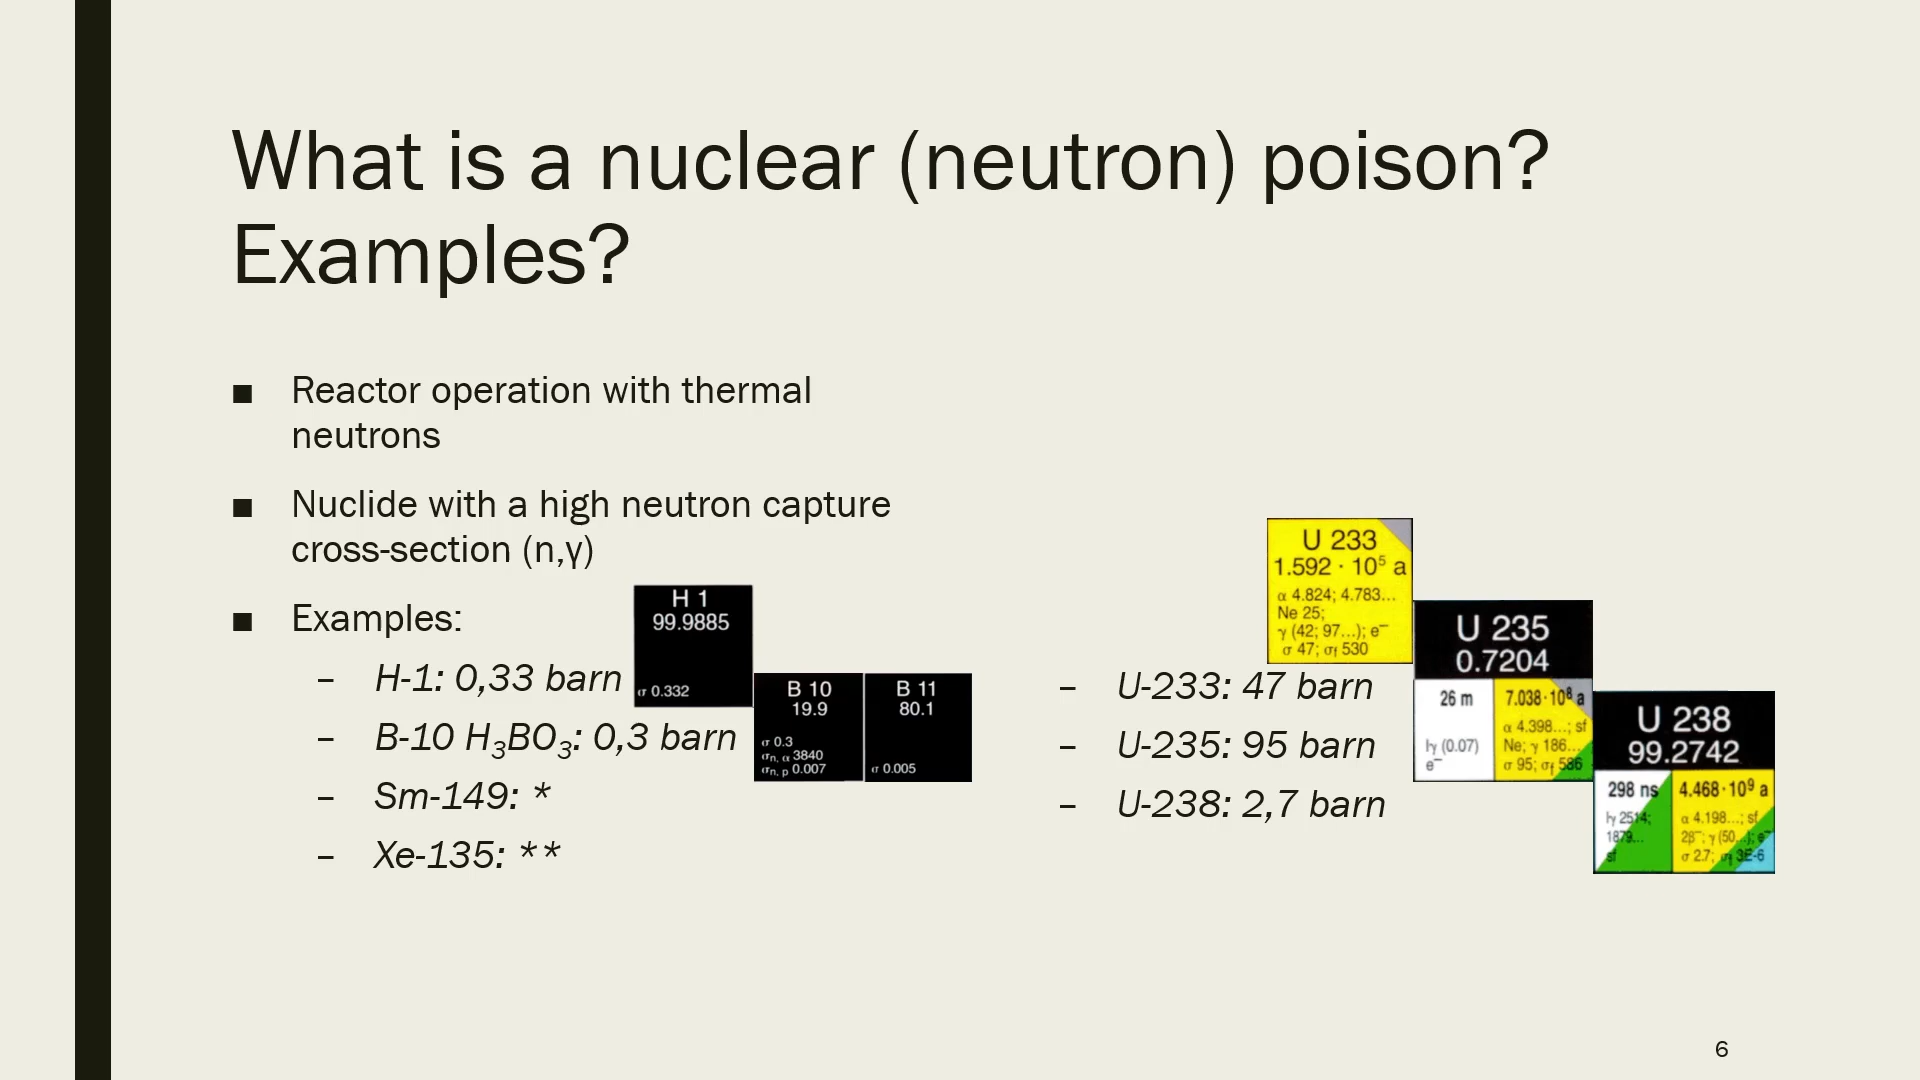 What is a nuclear (neutron) poison?
Examples?
■ Reactor operation with thermal
neutrons
■ Nuclide with a high neutron capture
cross-section (n,γ)
■ Examples:
– H-1: 0,33 barn
– B-10 H₃BO₃: 0,3 barn
– Sm-149: *
– Xe-135: **
H 1
99.9885
σ 0.332
B 10
19.9
σ 0.3
σn, α 3840
σn, p 0.007
B 11
80.1
σ 0.005
– U-233: 47 barn
– U-235: 95 barn
– U-238: 2,7 barn
U 233
1.592 · 10⁵ a
α 4.824; 4.783...
Ne 25;
γ (42; 97...); e⁻
σ 47; σf 530
U 235
0.7204
26 m
Iγ (0.07)
e⁻
7.038·10⁸ a
α 4.398...; sf
Ne; γ 186...
σ 95; σf 586
U 238
99.2742
298 ns
Iγ 2514;
1879...
sf
4.468·10⁹ a
α 4.198...; sf
2β⁻; γ (50...); e⁻
σ 2.7; σf 3E-6
6